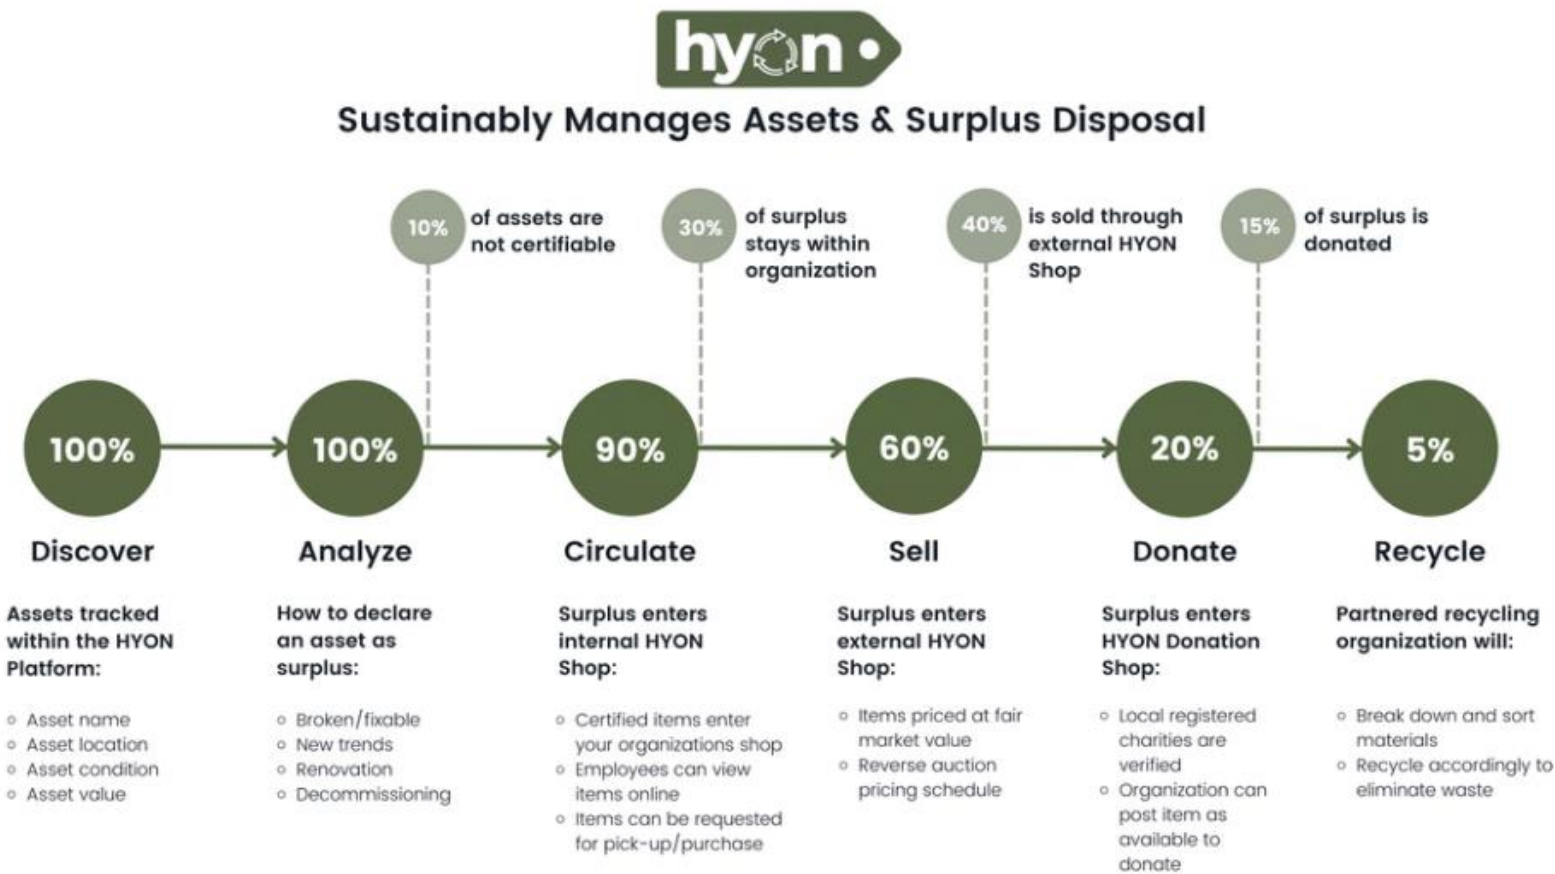 hyon
Sustainably Manages Assets & Surplus Disposal
10%
of assets are
not certifiable
30%
of surplus
stays within
organization
40%
is sold through
external HYON
Shop
15%
of surplus is
donated
100%
100%
90%
60%
20%
5%
Discover
Assets tracked
within the HYON
Platform:
Asset name
Asset location
Asset condition
Asset value
Analyze
How to declare
an asset as
surplus:
Broken/fixable
New trends
Renovation
Decommissioning
Circulate
Surplus enters
internal HYON
Shop:
Certified items enter
your organizations shop
Employees can view
items online
Items can be requested
for pick-up/purchase
Sell
Surplus enters
external HYON
Shop:
Items priced at fair
market value
Reverse auction
pricing schedule
Donate
Surplus enters
HYON Donation
Shop:
Local registered
charities are
verified
Organization can
post item as
available to
donate
Recycle
Partnered recycling
organization will:
Break down and sort
materials
Recycle accordingly to
eliminate waste